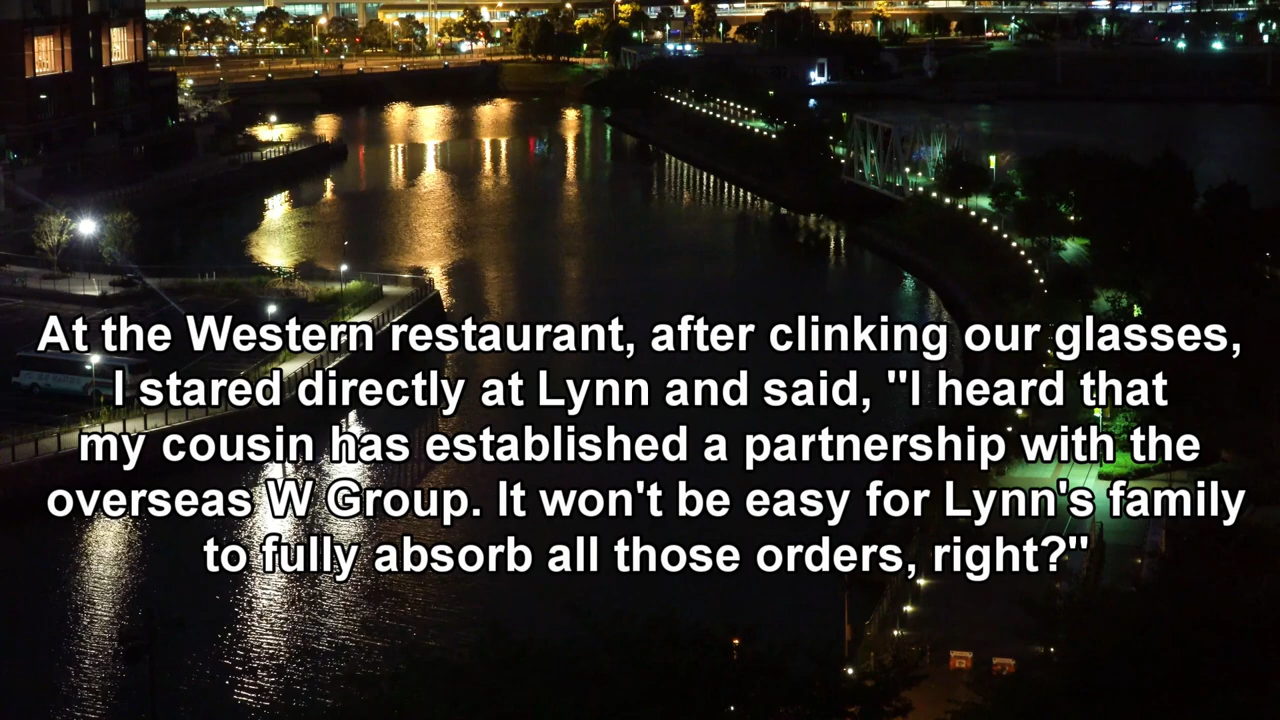 At the Western restaurant, after clinking our glasses,
I stared directly at Lynn and said, "I heard that
my cousin has established a partnership with the
overseas W Group. It won't be easy for Lynn's family
to fully absorb all those orders, right?"